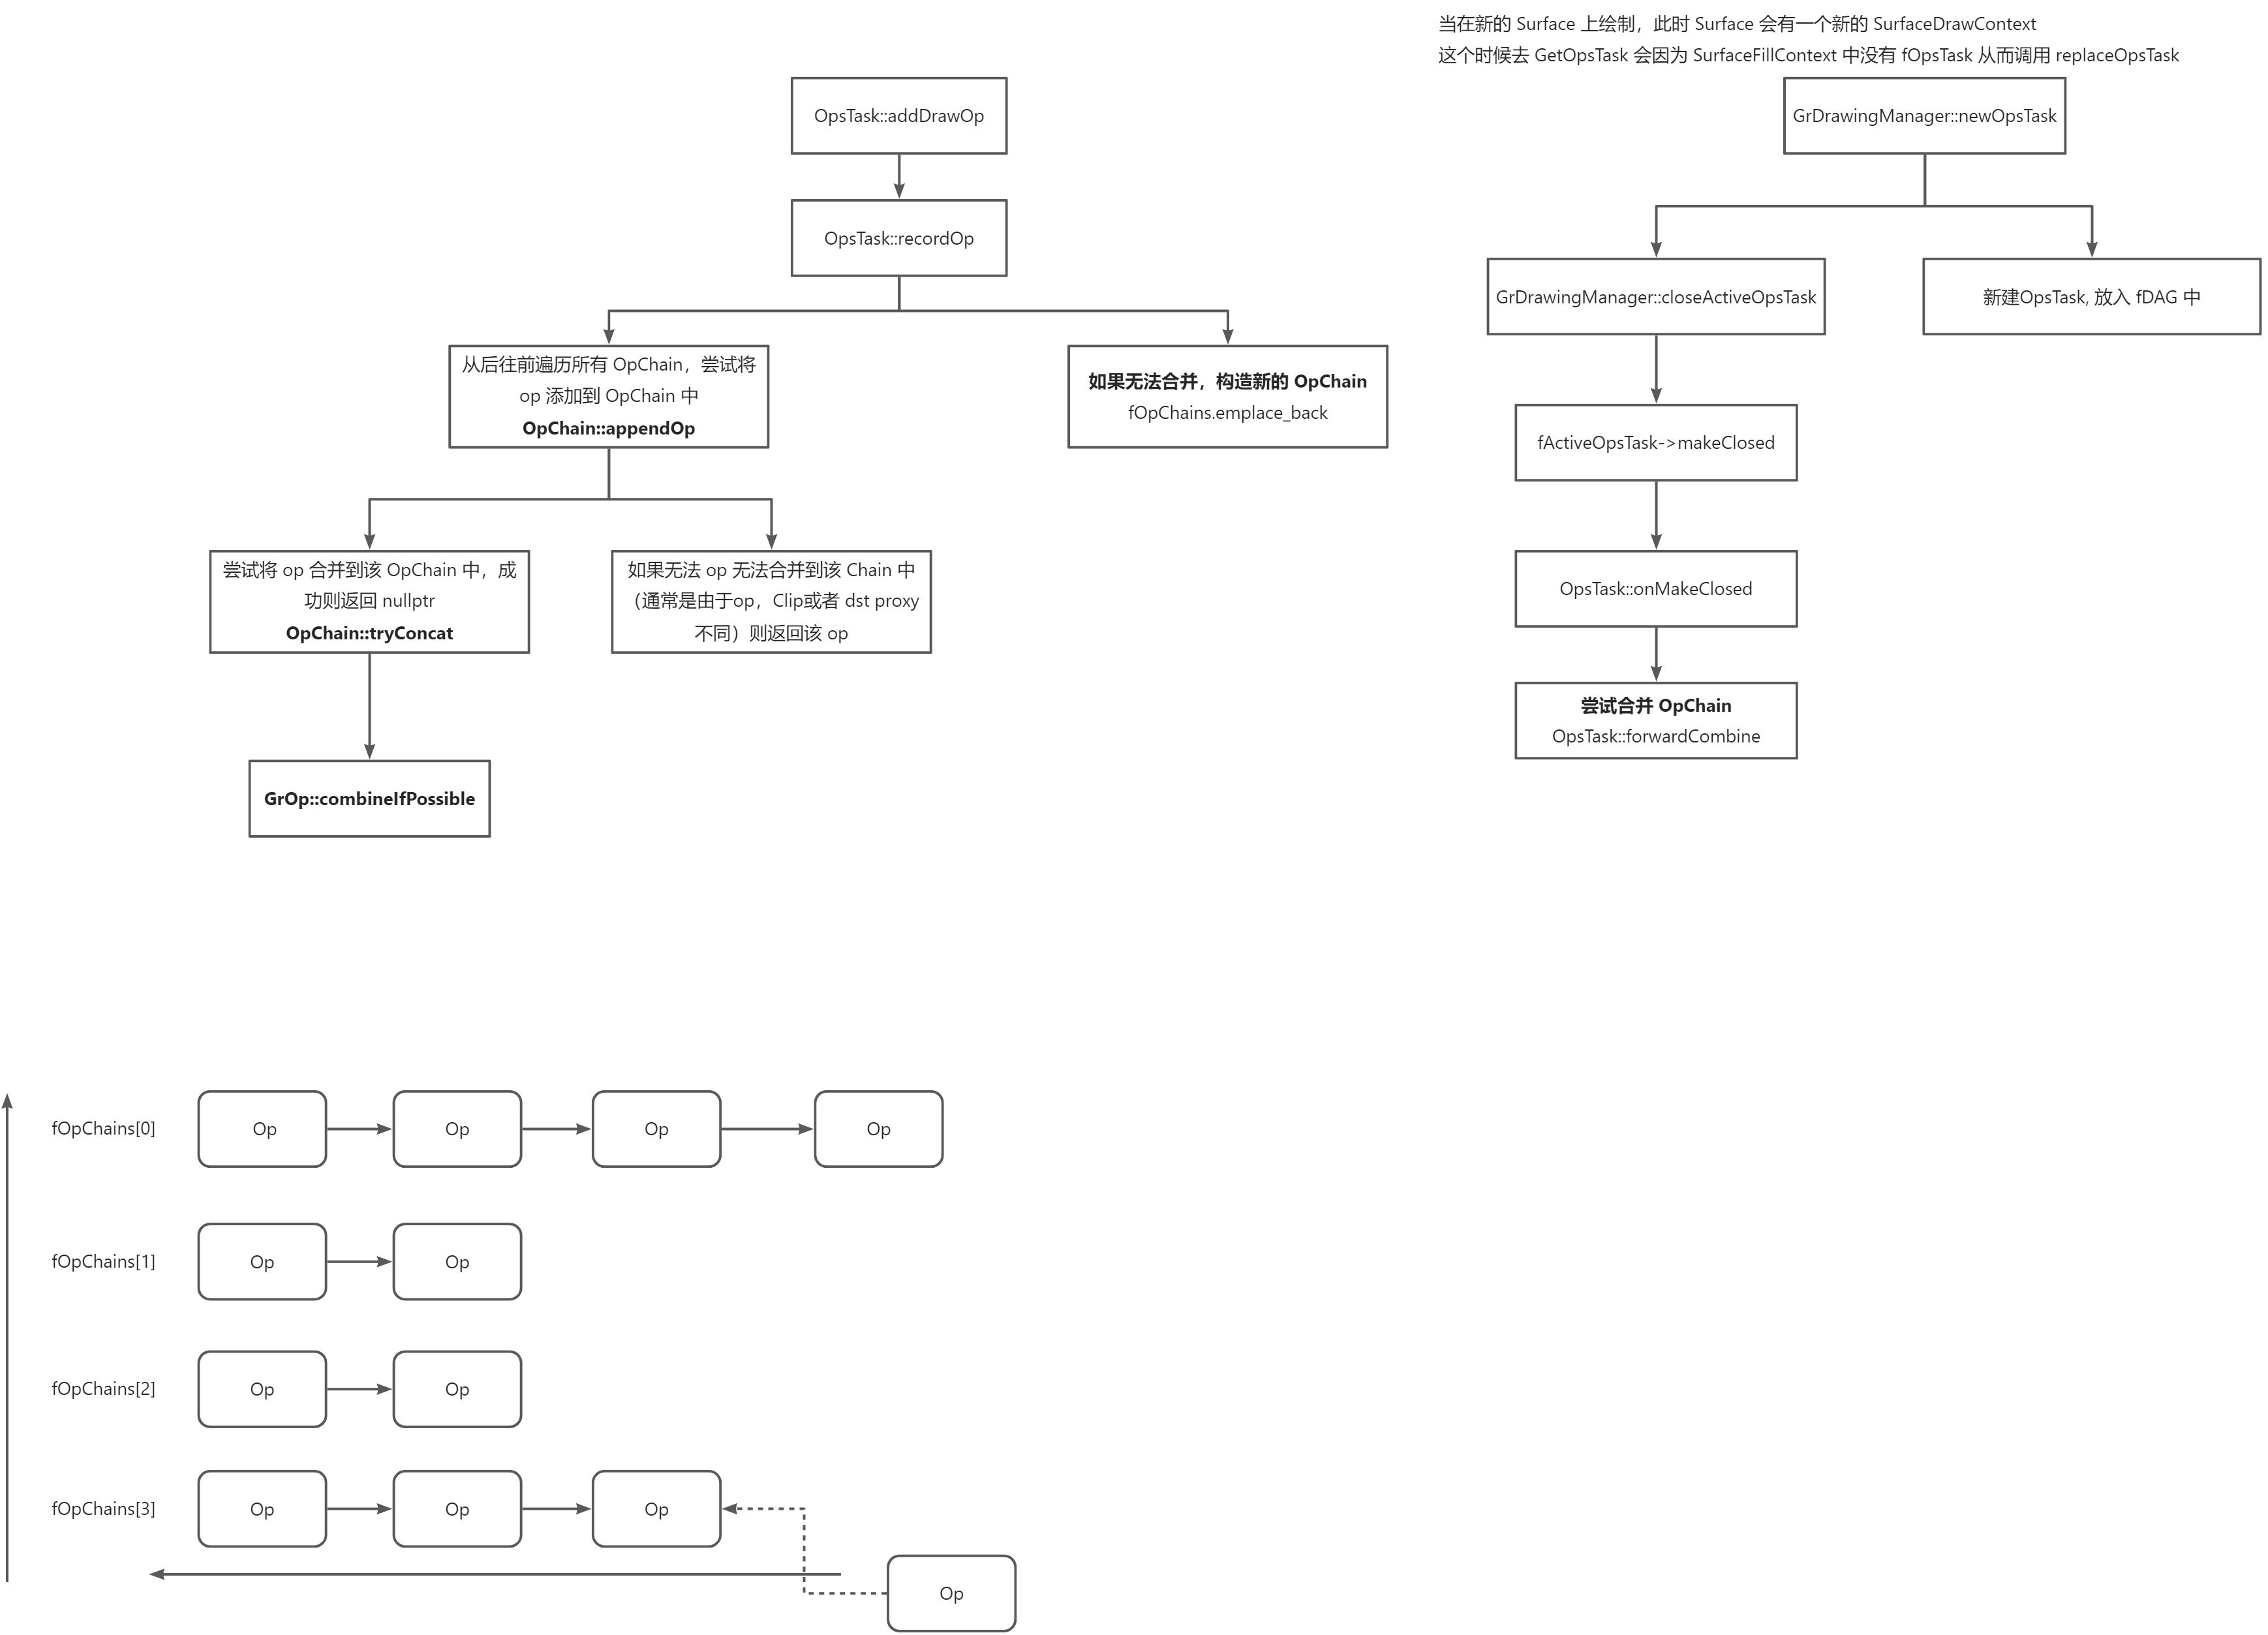 当在新的 Surface 上绘制，此时 Surface 会有一个新的 SurfaceDrawContext
这个时候去 GetOpsTask 会因为 SurfaceFillContext 中没有 fOpsTask 从而调用 replaceOpsTask
OpsTask::addDrawOp
OpsTask::recordOp
从后往前遍历所有 OpChain，尝试将
op 添加到 OpChain 中
OpChain::appendOp
如果无法合并，构造新的 OpChain
fOpChains.emplace_back
尝试将 op 合并到该 OpChain 中，成
功则返回 nullptr
OpChain::tryConcat
如果无法 op 无法合并到该 Chain 中
（通常是由于op，Clip或者 dst proxy
不同）则返回该 op
GrOp::combineIfPossible
GrDrawingManager::newOpsTask
GrDrawingManager::closeActiveOpsTask
新建OpsTask, 放入 fDAG 中
fActiveOpsTask->makeClosed
OpsTask::onMakeClosed
尝试合并 OpChain
OpsTask::forwardCombine
fOpChains[0]
Op
Op
Op
Op
fOpChains[1]
Op
Op
fOpChains[2]
Op
Op
fOpChains[3]
Op
Op
Op
Op